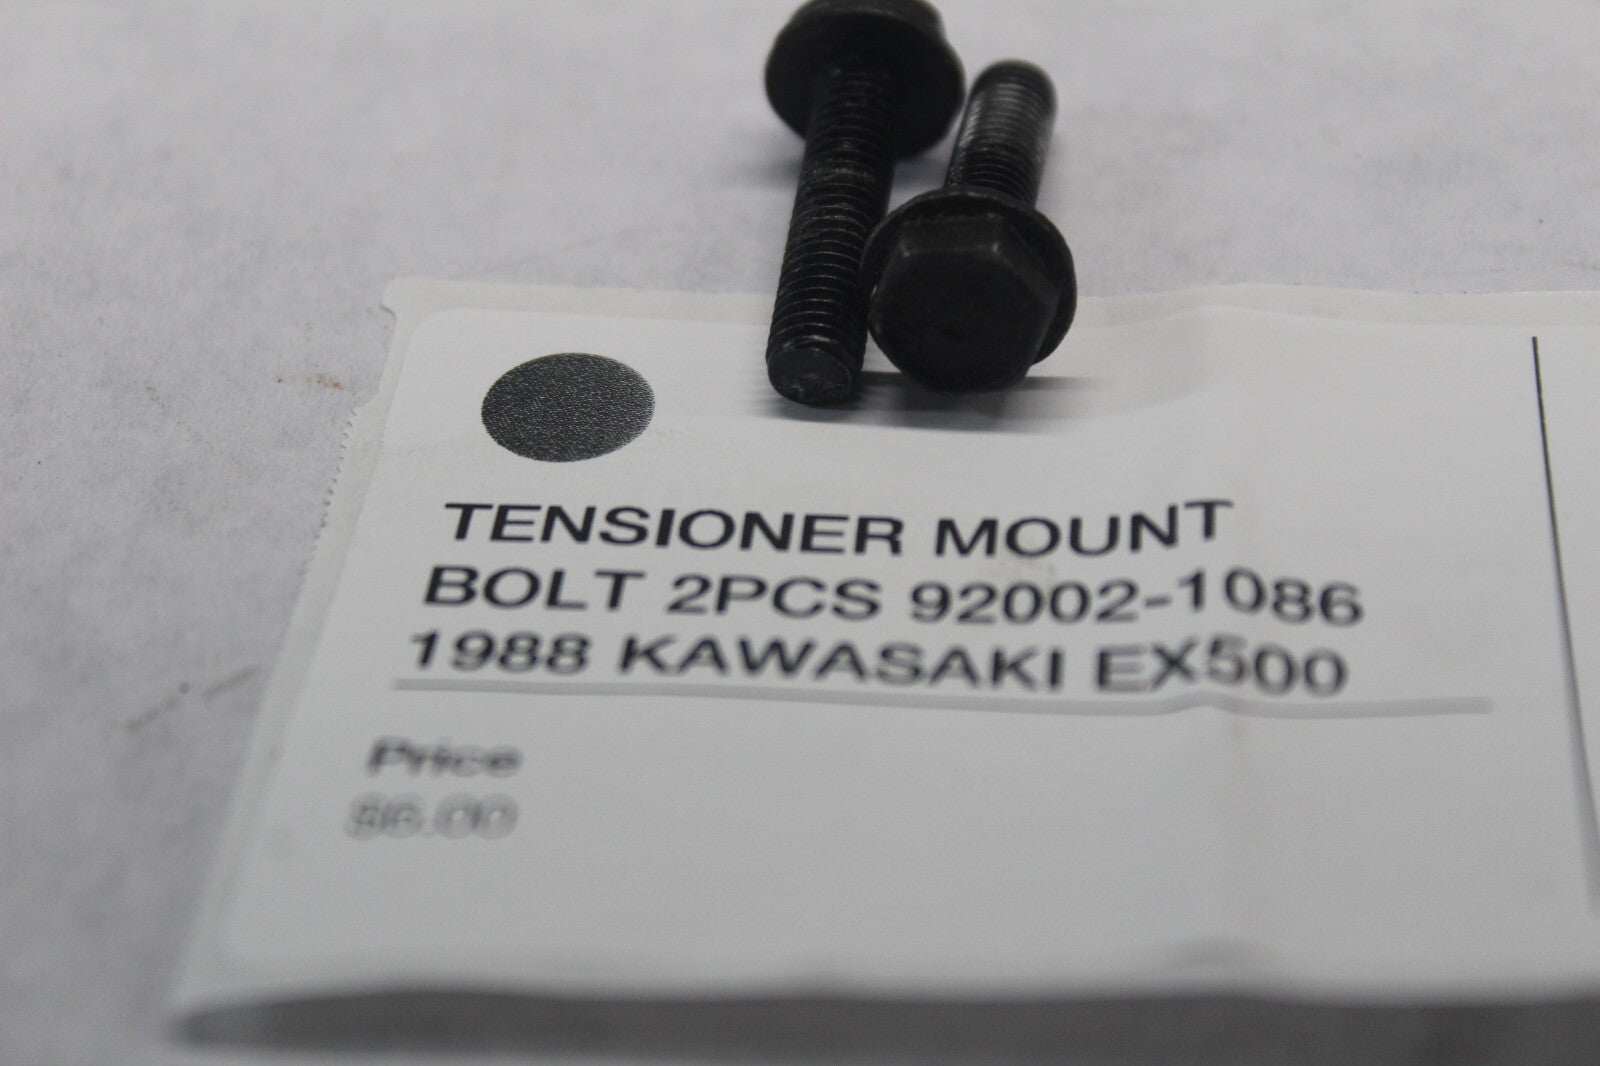 TENSIONER MOUNT
BOLT 2PCS 92002-1086
1988 KAWASAKI EX500
Price
$6.00